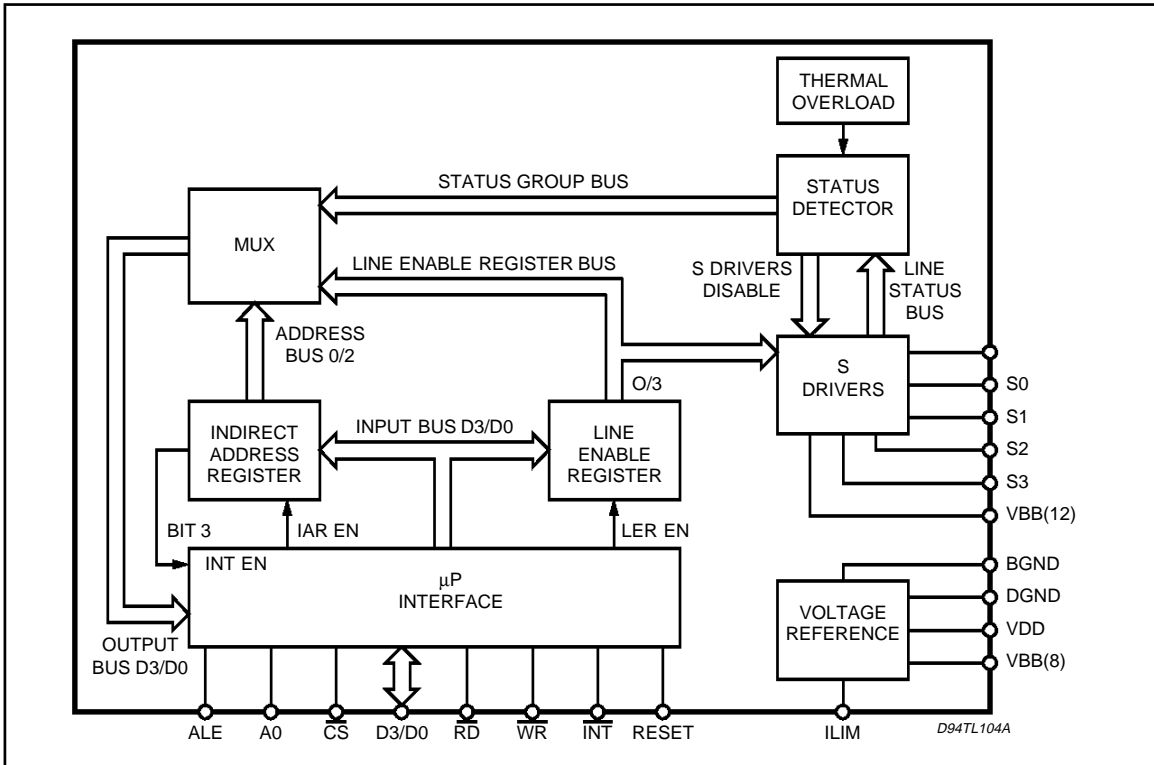 THERMAL
OVERLOAD
STATUS GROUP BUS
STATUS
DETECTOR
MUX
LINE ENABLE REGISTER BUS
S DRIVERS
DISABLE
LINE
STATUS
BUS
ADDRESS
BUS 0/2
S
DRIVERS
O/3
S0
S1
S2
S3
VBB(12)
INDIRECT
ADDRESS
REGISTER
INPUT BUS D3/D0
LINE
ENABLE
REGISTER
BIT 3
IAR EN
LER EN
INT EN
µP
INTERFACE
BGND
DGND
VDD
VBB(8)
VOLTAGE
REFERENCE
OUTPUT
BUS D3/D0
ALE
A0
CS
D3/D0
RD
WR
INT
RESET
ILIM
D94TL104A